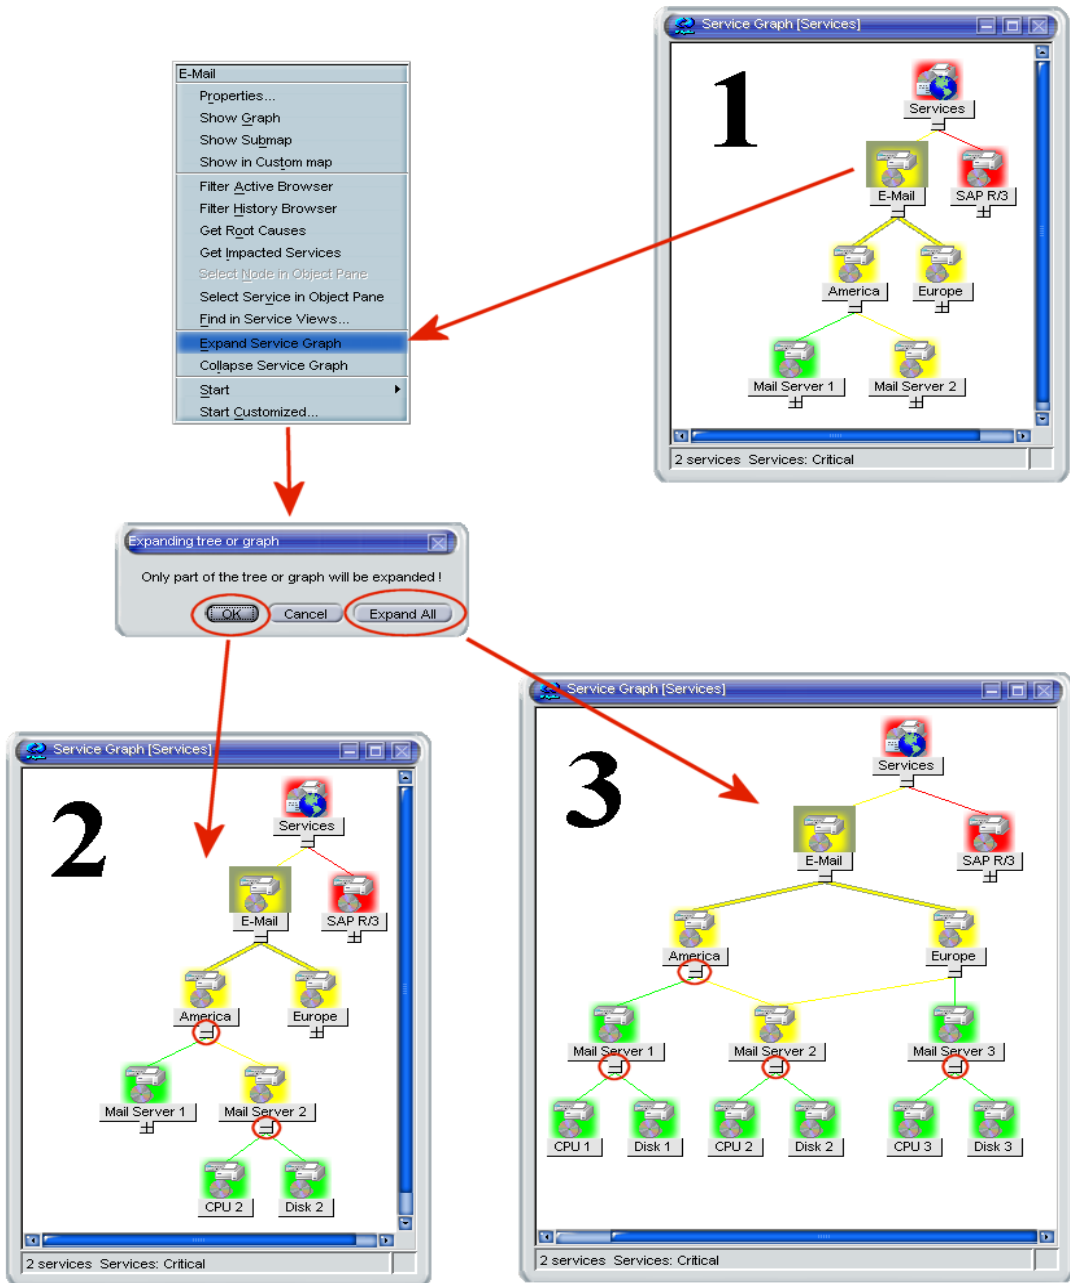 Service Graph [Services]
1
Services
E-Mail
SAP R/3
America
Europe
Mail Server 1
Mail Server 2
2 services Services: Critical
E-Mail
Properties...
Show Graph
Show Submap
Show in Custom map
Filter Active Browser
Filter History Browser
Get Root Causes
Get Impacted Services
Select Node in Object Pane
Select Service in Object Pane
Find in Service Views...
Expand Service Graph
Collapse Service Graph
Start
Start Customized...
Expanding tree or graph
Only part of the tree or graph will be expanded !
OK
Cancel
Expand All
Service Graph [Services]
2
Services
E-Mail
SAP R/3
America
Europe
Mail Server 1
Mail Server 2
CPU 2
Disk 2
2 services Services: Critical
Service Graph [Services]
3
Services
E-Mail
SAP R/3
America
Europe
Mail Server 1
Mail Server 2
Mail Server 3
CPU 1
Disk 1
CPU 2
Disk 2
CPU 3
Disk 3
2 services Services: Critical